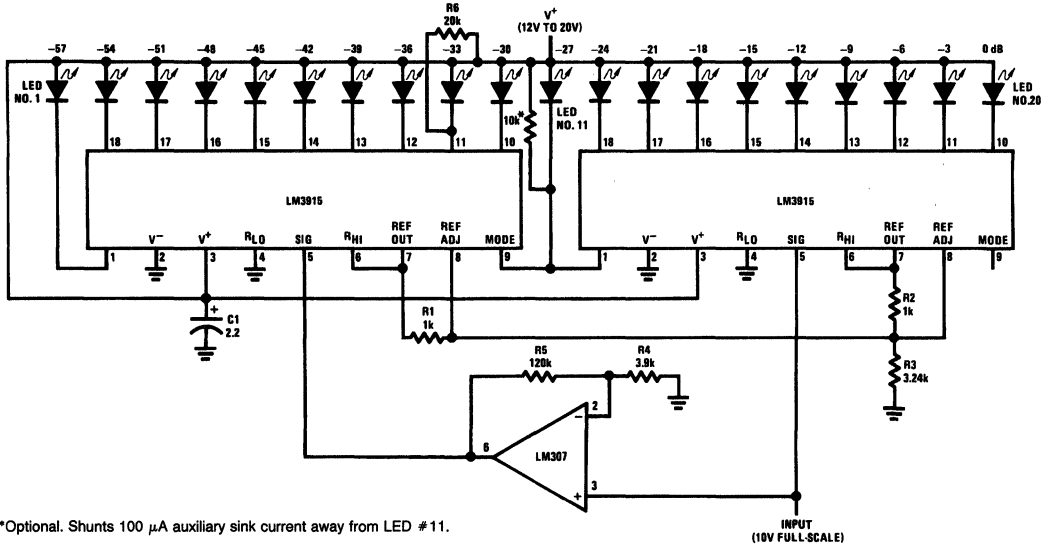 R6
20k
V+
(12V TO 20V)
–57 –54 –51 –48 –45 –42 –39 –36 –33 –30 –27 –24 –21 –18 –15 –12 –9 –6 –3 0 dB
LED
NO. 1
10k*
LED
NO. 11
LED
NO.20
18 17 16 15 14 13 12 11 10 18 17 16 15 14 13 12 11 10
LM3915 LM3915
V– V+ RLO SIG RHI REF OUT REF ADJ MODE V– V+ RLO SIG RHI REF OUT REF ADJ MODE
1 2 3 4 5 6 7 8 9 1 2 3 4 5 6 7 8 9
+
C1
2.2
R1
1k
R2
1k
R3
3.24k
R5
120k
R4
3.9k
2
–
6
LM307
+
3
INPUT
(10V FULL-SCALE)
*Optional. Shunts 100 μA auxiliary sink current away from LED #11.